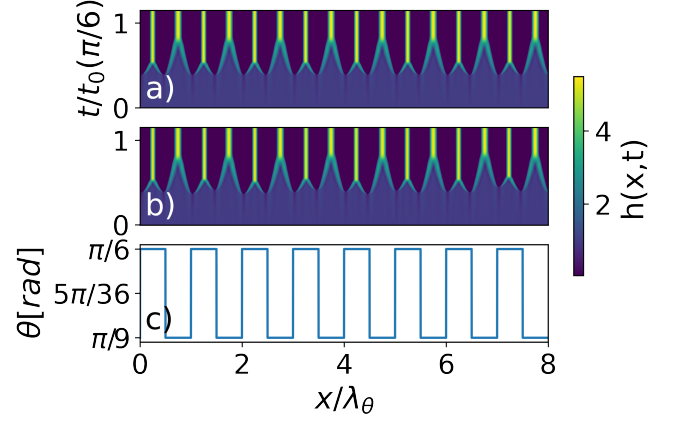 t/t₀(π/6)
1
0
a)
1
0
b)
4
2
h(x,t)
θ[rad]
π/6
5π/36
π/9
c)
0 2 4 6 8
x/λ_θ